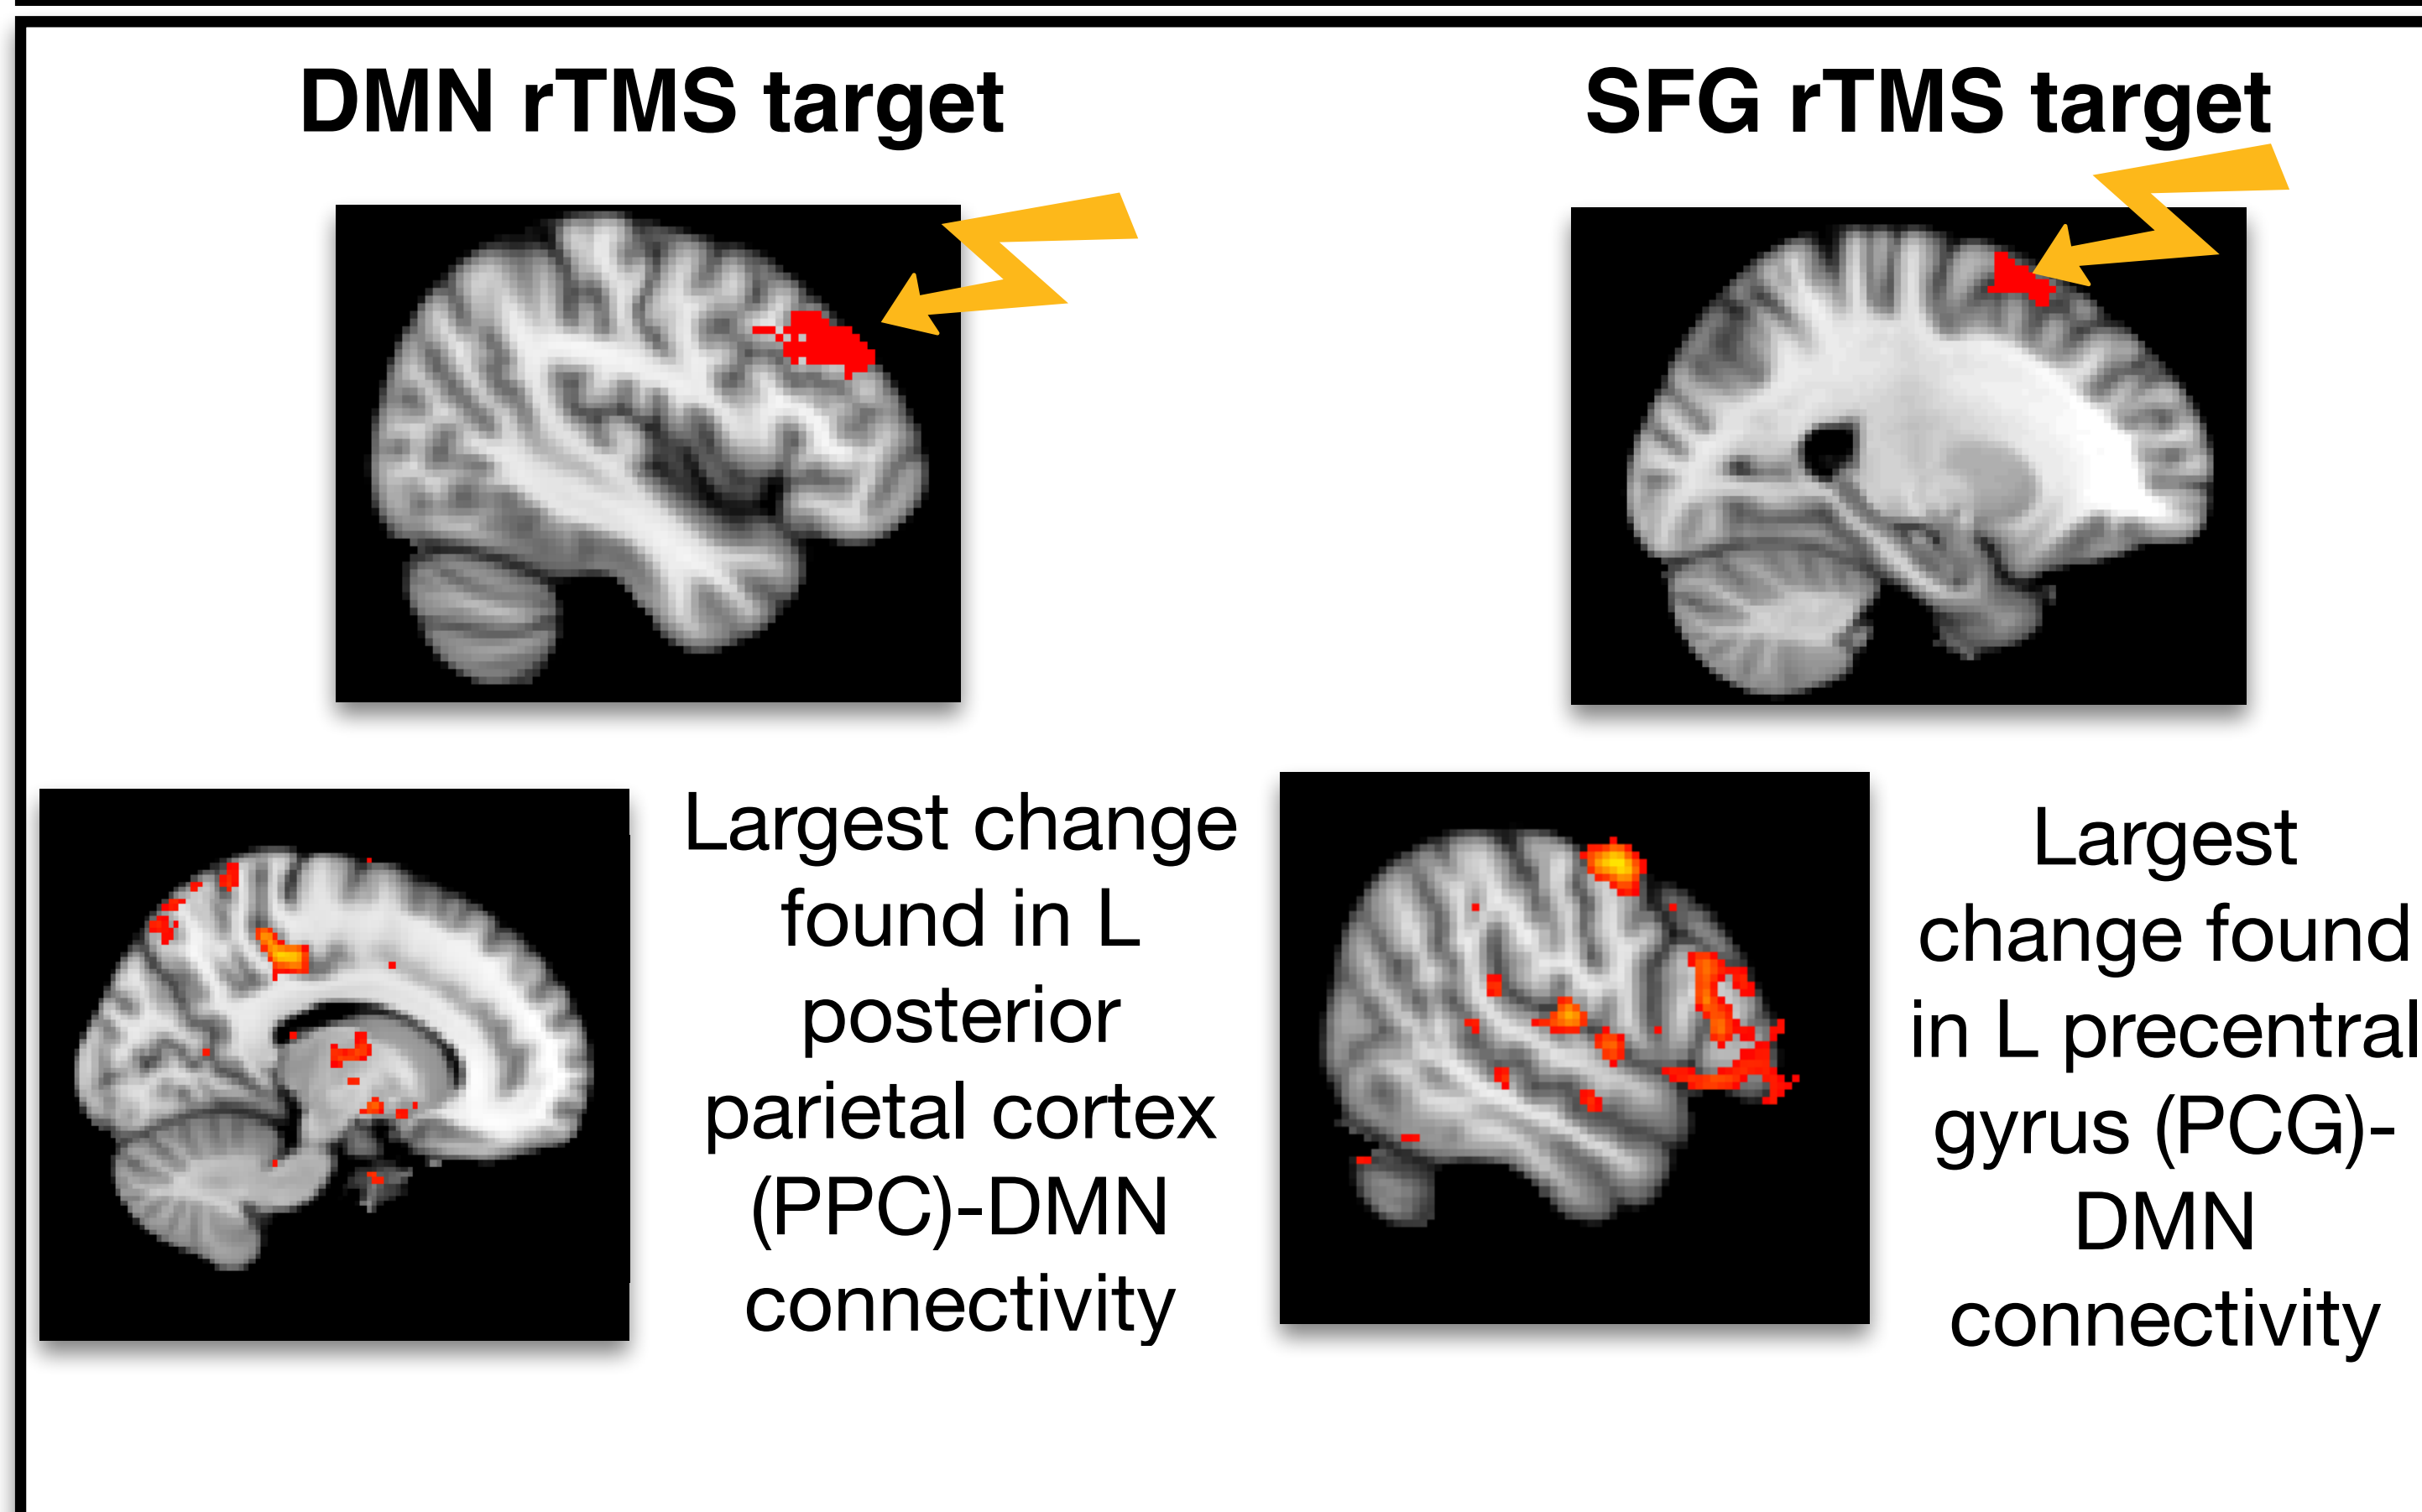 DMN rTMS target
SFG rTMS target
Largest change
found in L
posterior
parietal cortex
(PPC)-DMN
connectivity
Largest
change found
in L precentral
gyrus (PCG)-
DMN
connectivity